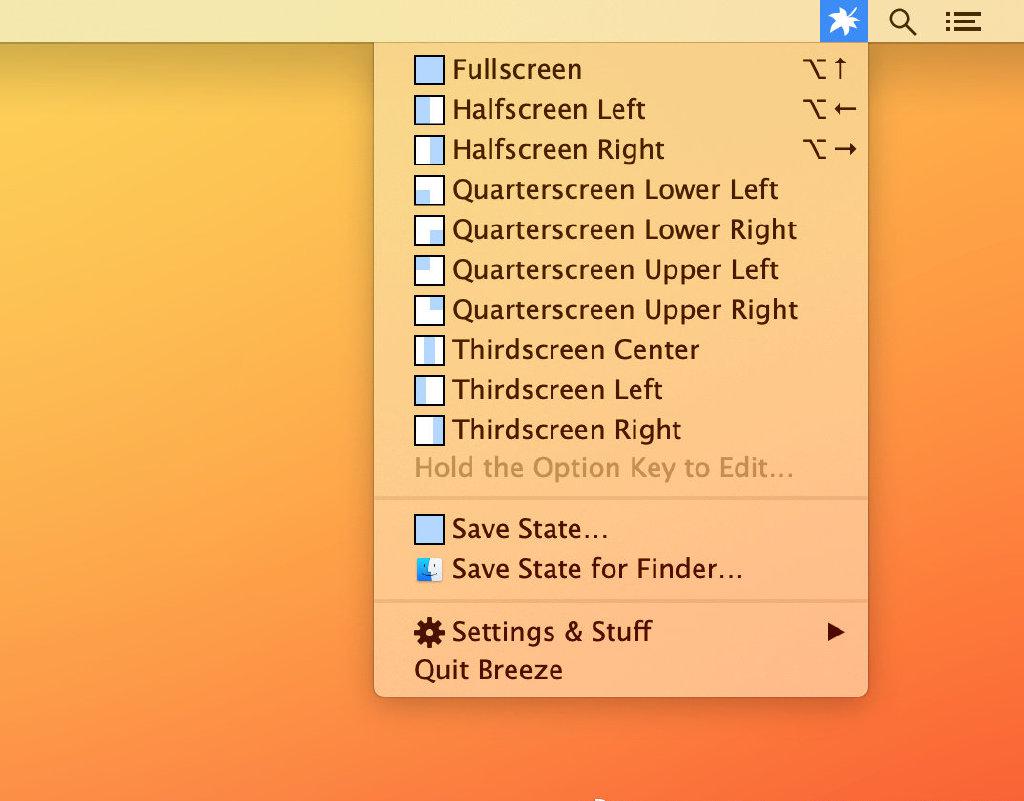 Fullscreen ⌥↑
Halfscreen Left ⌥←
Halfscreen Right ⌥→
Quarterscreen Lower Left
Quarterscreen Lower Right
Quarterscreen Upper Left
Quarterscreen Upper Right
Thirdscreen Center
Thirdscreen Left
Thirdscreen Right
Hold the Option Key to Edit…
Save State…
Save State for Finder…
Settings & Stuff
Quit Breeze